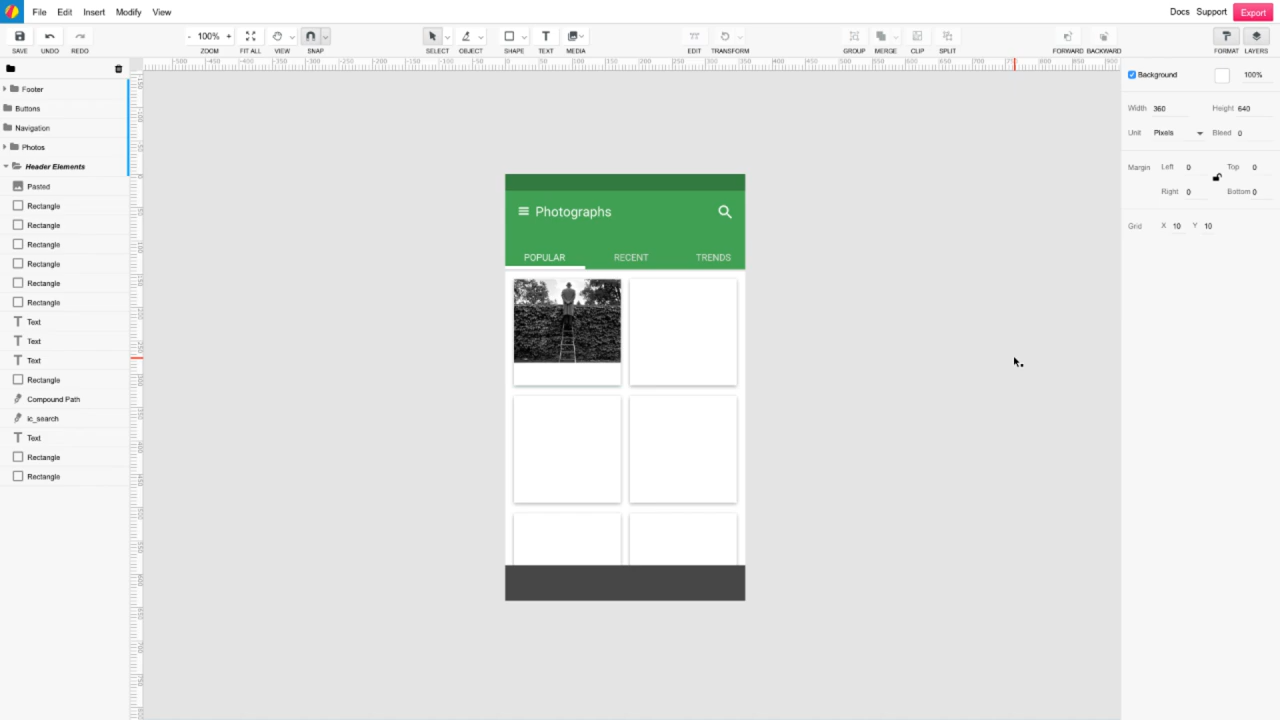 File Edit Insert Modify View
Docs Support Export
- 100% +
SAVE UNDO REDO ZOOM FIT ALL VIEW SNAP SELECT OBJECT SHAPE TEXT MEDIA EDIT TRANSFORM GROUP MERGE CLIP SPLIT FORWARD BACKWARD FORMAT LAYERS
Footer
Buttons
Navigation
Photos
Header Elements
Pasted
Rectangle
Rectangle
Rectangle
Rectangle
Rectangle
Rectangle
Text
Text
Text
Rectangle
Compound Path
ic_search
Text
Rectangle
Rectangle
Photographs
POPULAR RECENT TRENDS
Background 100%
Width 360 Height 640
Unit Pixels Bleed 0
Margin Left 0 Top 0
Right 0 Bottom 0
Grid X 10 Y 10